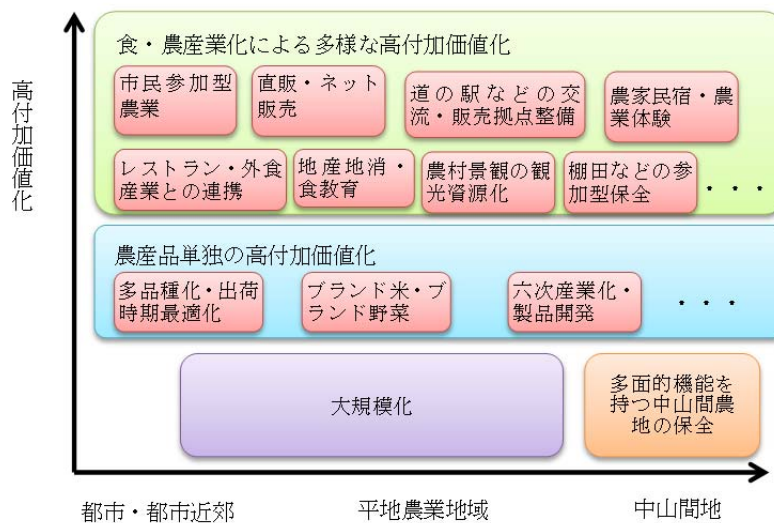 高付加価値化
食・農産業化による多様な高付加価値化
市民参加型
農業
直販・ネット
販売
道の駅などの交
流・販売拠点整備
農家民宿・農
業体験
レストラン・外食
産業との連携
地産地消・
食教育
農村景観の観
光資源化
棚田などの参
加型保全
・・・
農産品単独の高付加価値化
多品種化・出荷
時期最適化
ブランド米・ブ
ランド野菜
六次産業化・
製品開発
・・・
大規模化
多面的機能を
持つ中山間農
地の保全
都市・都市近郊
平地農業地域
中山間地